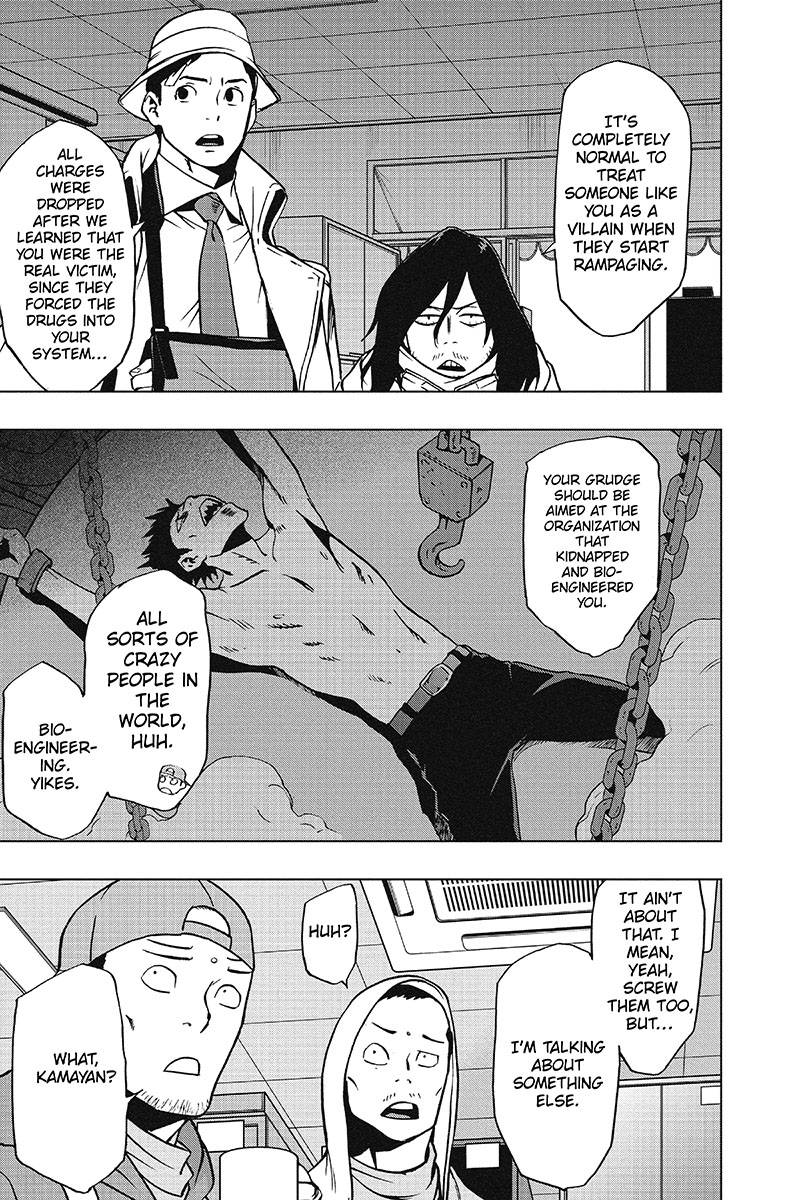 IT'S
COMPLETELY
NORMAL TO
TREAT
SOMEONE LIKE
YOU AS A
VILLAIN WHEN
THEY START
RAMPAGING.
ALL
CHARGES
WERE
DROPPED
AFTER WE
LEARNED THAT
YOU WERE THE
REAL VICTIM,
SINCE THEY
FORCED THE
DRUGS INTO
YOUR
SYSTEM...
YOUR GRUDGE
SHOULD BE
AIMED AT THE
ORGANIZATION
THAT
KIDNAPPED
AND BIO-
ENGINEERED
YOU.
ALL
SORTS OF
CRAZY
PEOPLE IN
THE
WORLD,
HUH.
BIO-
ENGINEER-
ING.
YIKES.
IT AIN'T
ABOUT
THAT. I
MEAN,
YEAH,
SCREW
THEM TOO,
BUT...
I'M TALKING
ABOUT
SOMETHING
ELSE.
HUH?
WHAT,
KAMAYAN?